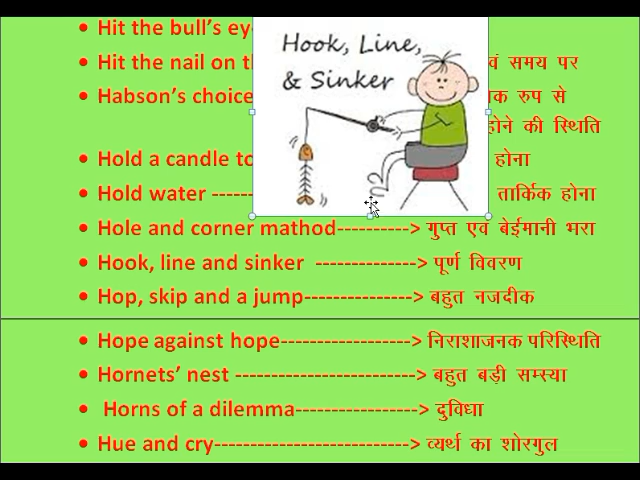 • Hit the bull's ey
Hook, Line,
& Sinker
• Hit the nail on th
वं समय पर
• Habson's choice
क रुप से
होने की स्थिति
• Hold a candle to
होना
• Hold water ------
तार्किक होना
• Hole and corner mathod----------> गुप्त एवं बेईमानी भरा
• Hook, line and sinker --------------> पूर्ण विवरण
• Hop, skip and a jump---------------> बहुत नजदीक
• Hope against hope------------------> निराशाजनक परिस्थिति
• Hornets' nest -------------------------> बहुत बड़ी सम्स्या
• Horns of a dilemma-----------------> दुविधा
• Hue and cry---------------------------> व्यर्थ का शोरगुल